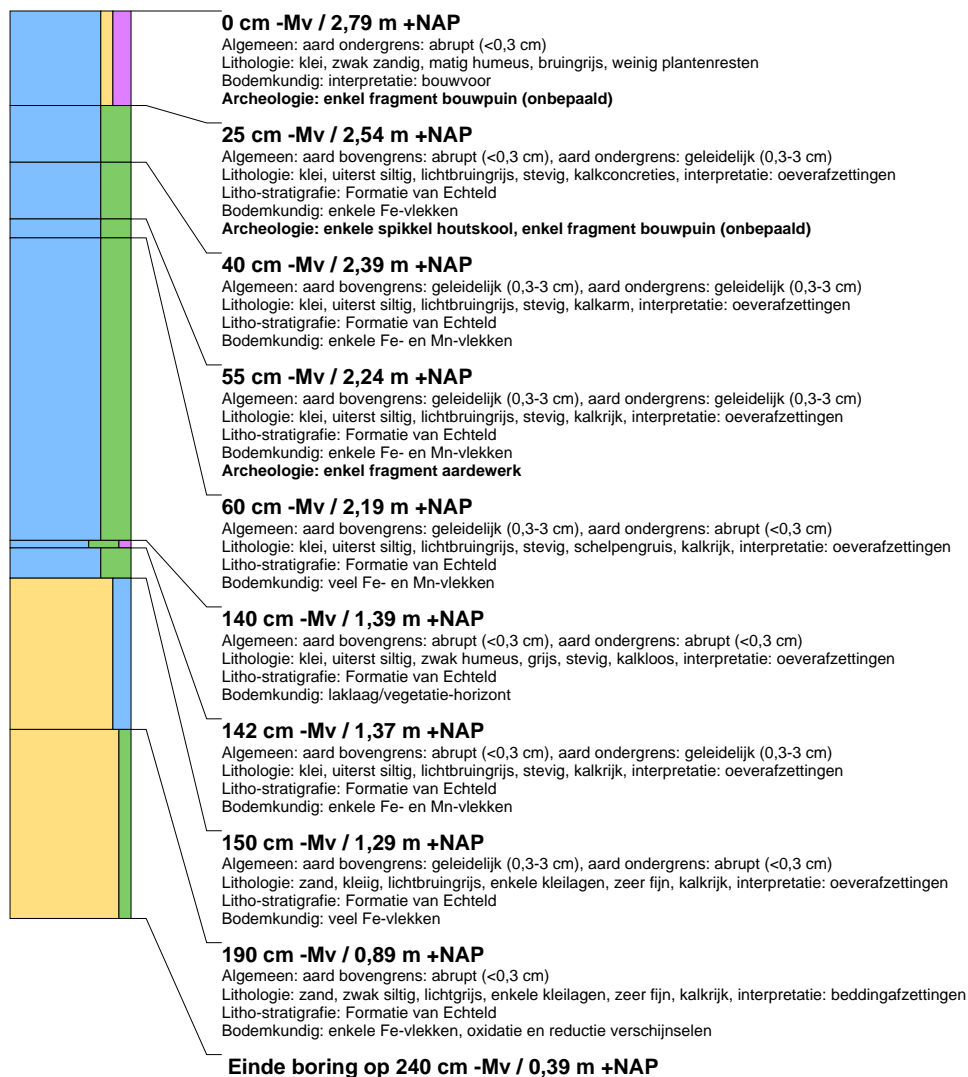 0 cm -Mv / 2,79 m +NAP
Algemeen: aard ondergrens: abrupt (<0,3 cm)
Lithologie: klei, zwak zandig, matig humeus, bruingrijs, weinig plantenresten
Bodemkundig: interpretatie: bouwvoor
Archeologie: enkel fragment bouwpuin (onbepaald)
25 cm -Mv / 2,54 m +NAP
Algemeen: aard bovengrens: abrupt (<0,3 cm), aard ondergrens: geleidelijk (0,3-3 cm)
Lithologie: klei, uiterst siltig, lichtbruingrijs, stevig, kalkconcreties, interpretatie: oeverafzettingen
Litho-stratigrafie: Formatie van Echteld
Bodemkundig: enkele Fe-vlekken
Archeologie: enkele spikkel houtskool, enkel fragment bouwpuin (onbepaald)
40 cm -Mv / 2,39 m +NAP
Algemeen: aard bovengrens: geleidelijk (0,3-3 cm), aard ondergrens: geleidelijk (0,3-3 cm)
Lithologie: klei, uiterst siltig, lichtbruingrijs, stevig, kalkarm, interpretatie: oeverafzettingen
Litho-stratigrafie: Formatie van Echteld
Bodemkundig: enkele Fe- en Mn-vlekken
55 cm -Mv / 2,24 m +NAP
Algemeen: aard bovengrens: geleidelijk (0,3-3 cm), aard ondergrens: geleidelijk (0,3-3 cm)
Lithologie: klei, uiterst siltig, lichtbruingrijs, stevig, kalkrijk, interpretatie: oeverafzettingen
Litho-stratigrafie: Formatie van Echteld
Bodemkundig: enkele Fe- en Mn-vlekken
Archeologie: enkel fragment aardewerk
60 cm -Mv / 2,19 m +NAP
Algemeen: aard bovengrens: geleidelijk (0,3-3 cm), aard ondergrens: abrupt (<0,3 cm)
Lithologie: klei, uiterst siltig, lichtbruingrijs, stevig, schelpengruis, kalkrijk, interpretatie: oeverafzettingen
Litho-stratigrafie: Formatie van Echteld
Bodemkundig: veel Fe- en Mn-vlekken
140 cm -Mv / 1,39 m +NAP
Algemeen: aard bovengrens: abrupt (<0,3 cm), aard ondergrens: abrupt (<0,3 cm)
Lithologie: klei, uiterst siltig, zwak humeus, grijs, stevig, kalkloos, interpretatie: oeverafzettingen
Litho-stratigrafie: Formatie van Echteld
Bodemkundig: laklaag/vegetatie-horizont
142 cm -Mv / 1,37 m +NAP
Algemeen: aard bovengrens: abrupt (<0,3 cm), aard ondergrens: geleidelijk (0,3-3 cm)
Lithologie: klei, uiterst siltig, lichtbruingrijs, stevig, kalkrijk, interpretatie: oeverafzettingen
Litho-stratigrafie: Formatie van Echteld
Bodemkundig: enkele Fe- en Mn-vlekken
150 cm -Mv / 1,29 m +NAP
Algemeen: aard bovengrens: geleidelijk (0,3-3 cm), aard ondergrens: abrupt (<0,3 cm)
Lithologie: zand, kleiig, lichtbruingrijs, enkele kleilagen, zeer fijn, kalkrijk, interpretatie: oeverafzettingen
Litho-stratigrafie: Formatie van Echteld
Bodemkundig: veel Fe-vlekken
190 cm -Mv / 0,89 m +NAP
Algemeen: aard bovengrens: abrupt (<0,3 cm)
Lithologie: zand, zwak siltig, lichtgrijs, enkele kleilagen, zeer fijn, kalkrijk, interpretatie: beddingafzettingen
Litho-stratigrafie: Formatie van Echteld
Bodemkundig: enkele Fe-vlekken, oxidatie en reductie verschijnselen
Einde boring op 240 cm -Mv / 0,39 m +NAP